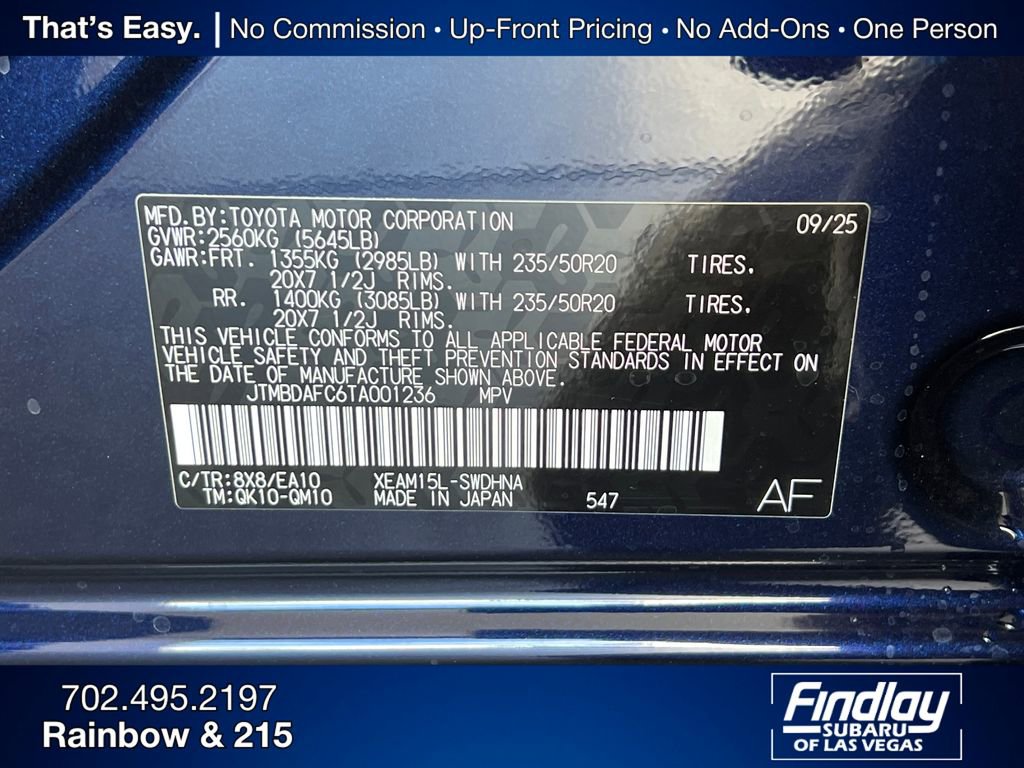 That's Easy. | No Commission • Up-Front Pricing • No Add-Ons • One Person
MFD.BY:TOYOTA MOTOR CORPORATION 09/25
GVWR:2560KG (5645LB)
GAWR:FRT. 1355KG (2985LB) WITH 235/50R20 TIRES.
20X7 1/2J RIMS.
RR. 1400KG (3085LB) WITH 235/50R20 TIRES.
20X7 1/2J RIMS.
THIS VEHICLE CONFORMS TO ALL APPLICABLE FEDERAL MOTOR
VEHICLE SAFETY AND THEFT PREVENTION STANDARDS IN EFFECT ON
THE DATE OF MANUFACTURE SHOWN ABOVE.
JTMBDAFC6TA001236 MPV
C/TR:8X8/EA10 XEAM15L-SWDHNA
TM:QK10-QM10 MADE IN JAPAN 547 AF
702.495.2197
Rainbow & 215
Findlay
SUBARU
OF LAS VEGAS